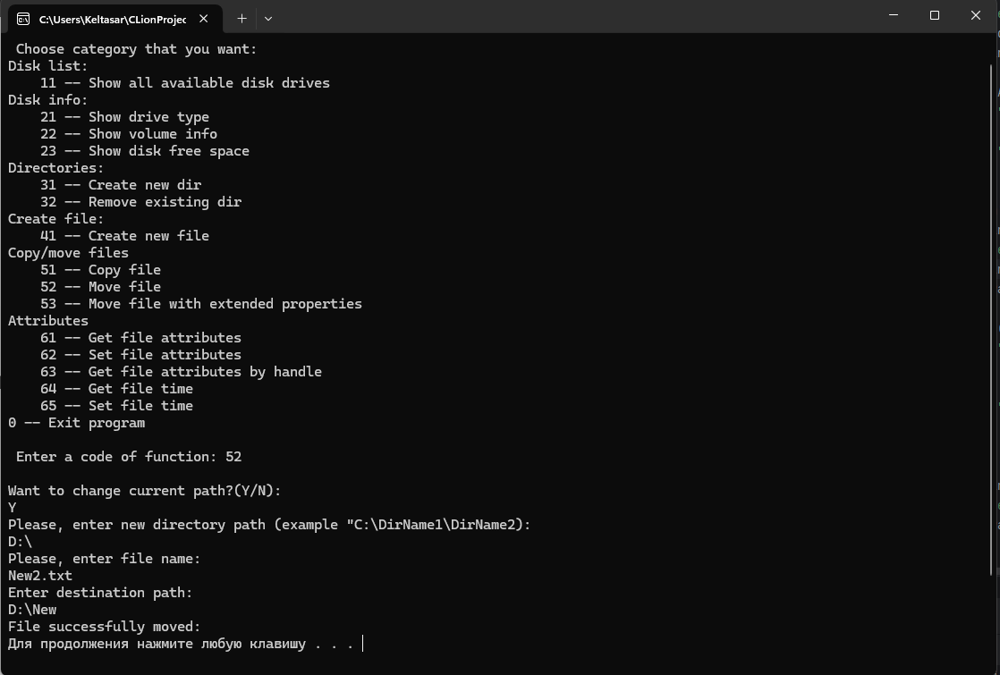 C:\Users\Keltasar\CLionProjec
Choose category that you want:
Disk list:
    11 -- Show all available disk drives
Disk info:
    21 -- Show drive type
    22 -- Show volume info
    23 -- Show disk free space
Directories:
    31 -- Create new dir
    32 -- Remove existing dir
Create file:
    41 -- Create new file
Copy/move files
    51 -- Copy file
    52 -- Move file
    53 -- Move file with extended properties
Attributes
    61 -- Get file attributes
    62 -- Set file attributes
    63 -- Get file attributes by handle
    64 -- Get file time
    65 -- Set file time
0 -- Exit program
Enter a code of function: 52
Want to change current path?(Y/N):
Y
Please, enter new directory path (example "C:\DirName1\DirName2):
D:\
Please, enter file name:
New2.txt
Enter destination path:
D:\New
File successfully moved:
Для продолжения нажмите любую клавишу . . .